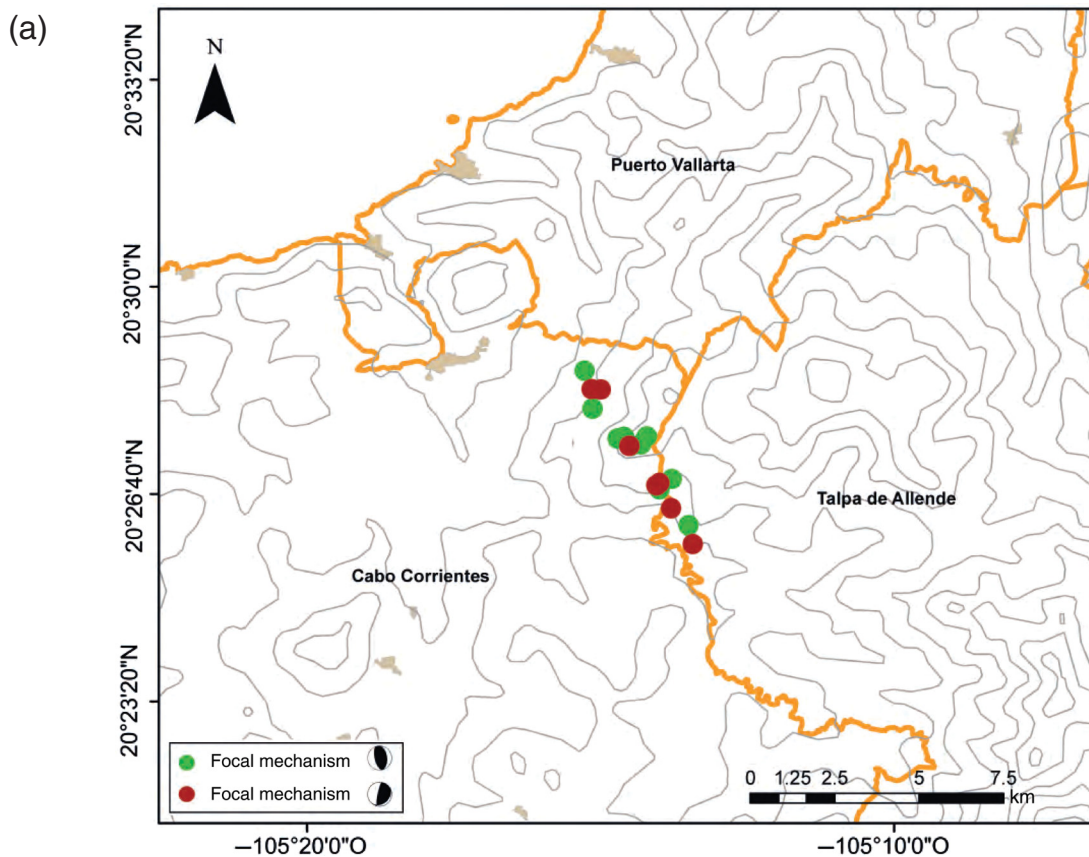 (a)
N
20°33'20"N
Puerto Vallarta
20°30'0"N
20°26'40"N
Talpa de Allende
Cabo Corrientes
20°23'20"N
Focal mechanism
Focal mechanism
0 1.25 2.5 5 7.5
km
–105°20'0"O –105°10'0"O